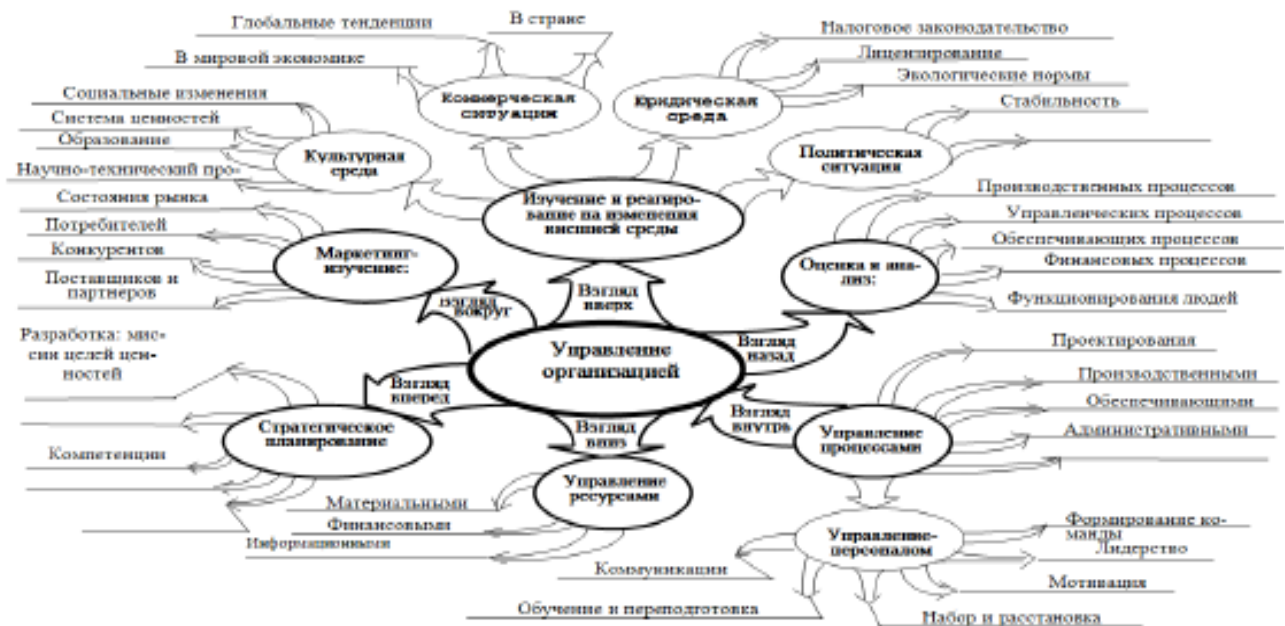 Глобальные тенденции
В стране
Налоговое законодательство
В мировой экономике
Лицензирование
Экологические нормы
Коммерческая
ситуация
Юридическая
среда
Социальные изменения
Стабильность
Система ценностей
Образование
Культурная
среда
Политическая
ситуация
Научно-технический про-
Производственных процессов
Состояния рынка
Изучение и реагиро-
вание на изменения
внешней среды
Управленческих процессов
Потребителей
Обеспечивающих процессов
Конкурентов
Маркетинг-
изучение:
Оценка и ана-
лиз:
Финансовых процессов
Поставщиков и
партнеров
Функционирования людей
Взгляд
вверх
Взгляд
вокруг
Разработка: мис-
сии целей цен-
ностей
Управление
организацией
Взгляд
назад
Проектирования
Взгляд
вперед
Производственными
Взгляд
внутрь
Обеспечивающими
Стратегическое
планирование
Взгляд
вниз
Управление
процессами
Административными
Компетенции
Управление
ресурсами
Материальными
Финансовыми
Информационными
Управление-
персоналом
Формирование ко-
манды
Лидерство
Коммуникации
Мотивация
Обучение и переподготовка
Набор и расстановка